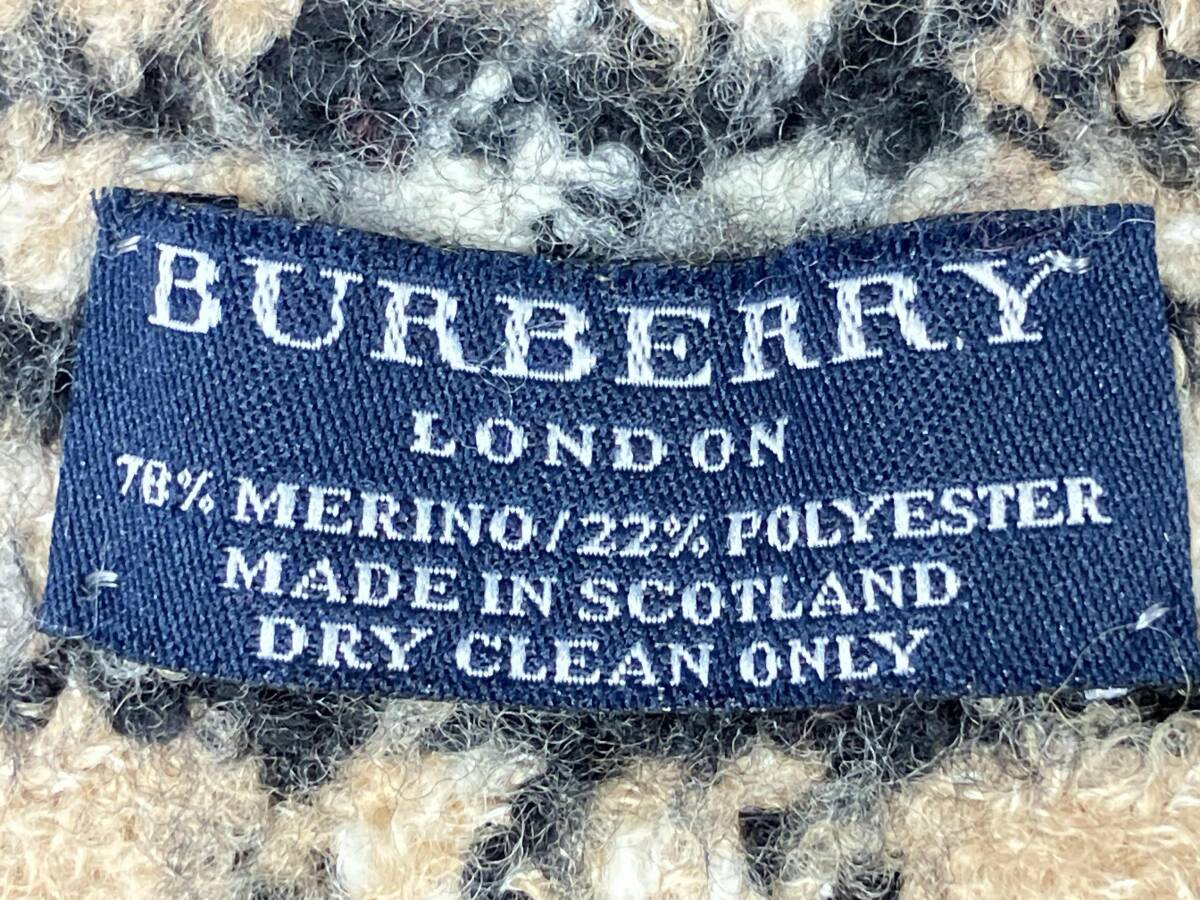 BURBERRY
LONDON
78% MERINO/22% POLYESTER
MADE IN SCOTLAND
DRY CLEAN ONLY